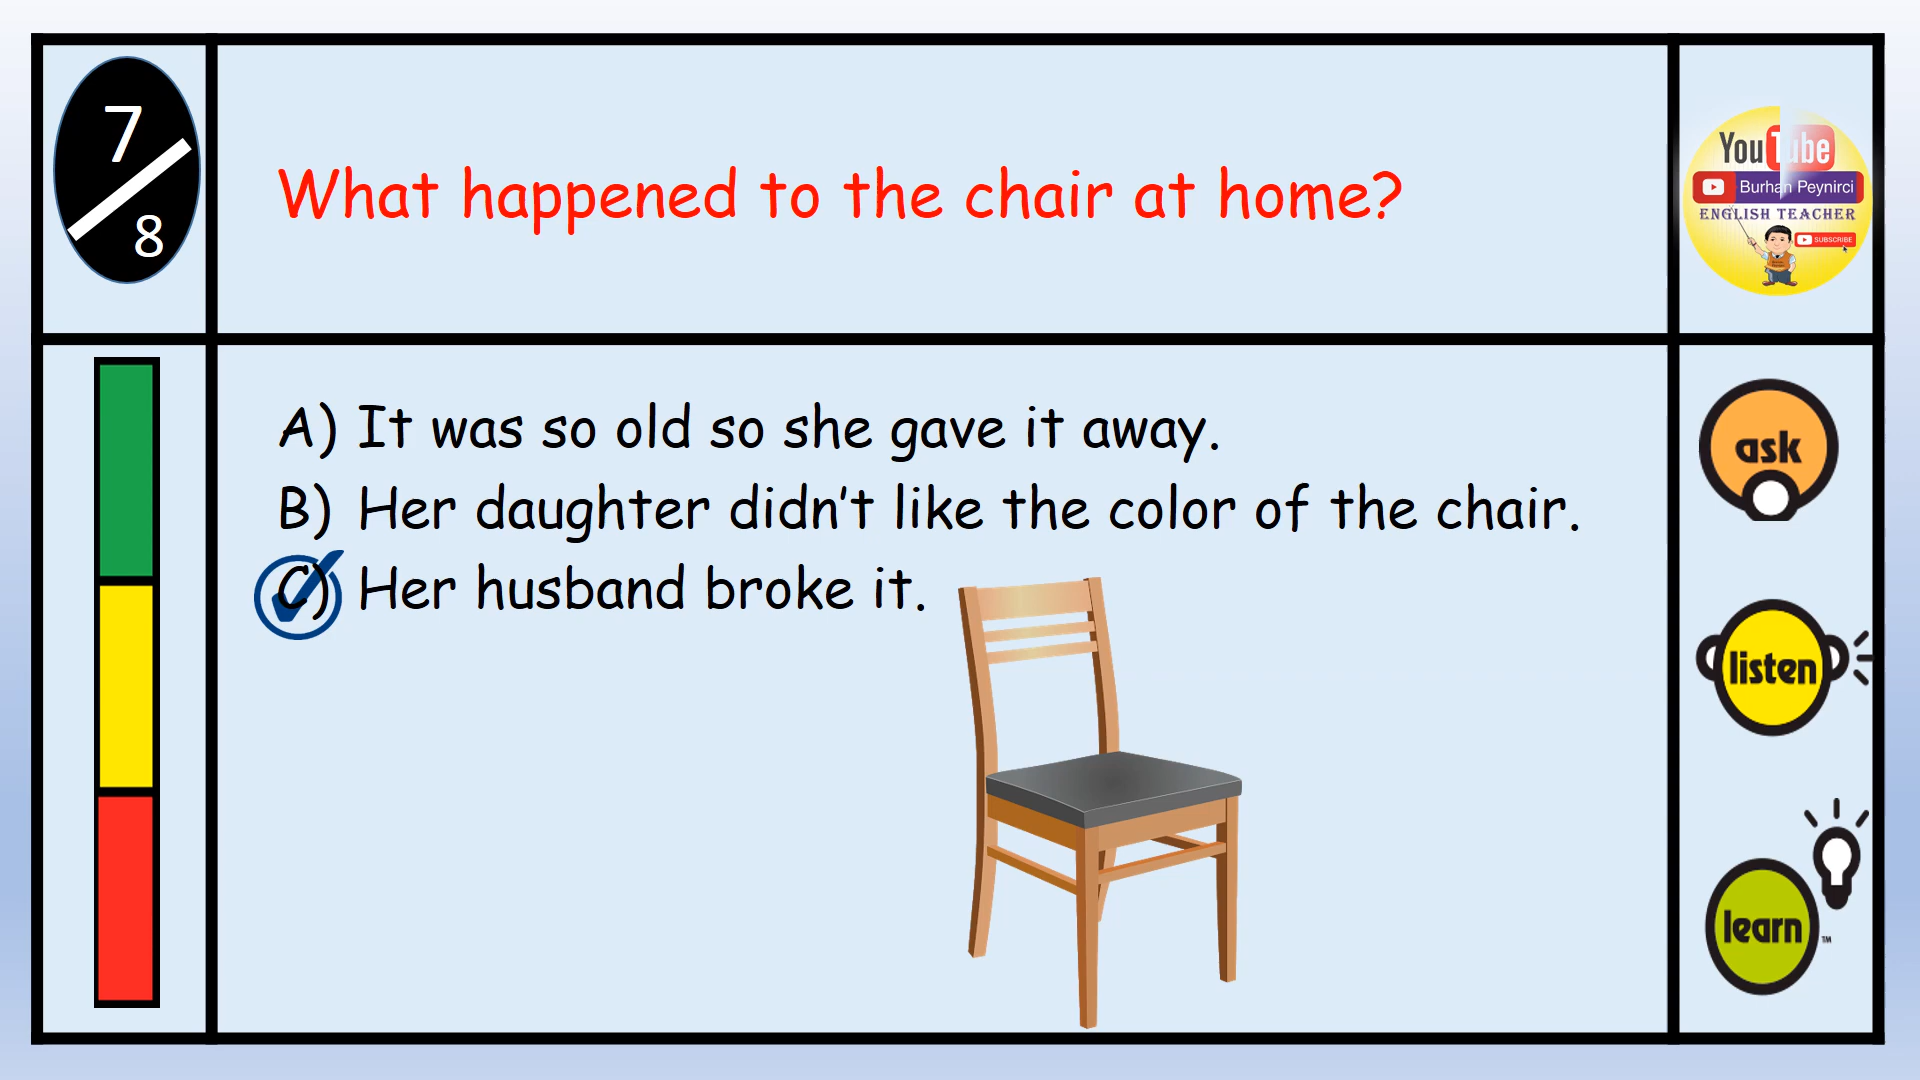 7
8
What happened to the chair at home?
YouTube
Burhan Peynirci
ENGLISH TEACHER
SUBSCRIBE
A) It was so old so she gave it away.
B) Her daughter didn't like the color of the chair.
C) Her husband broke it.
ask
listen
learn
TM